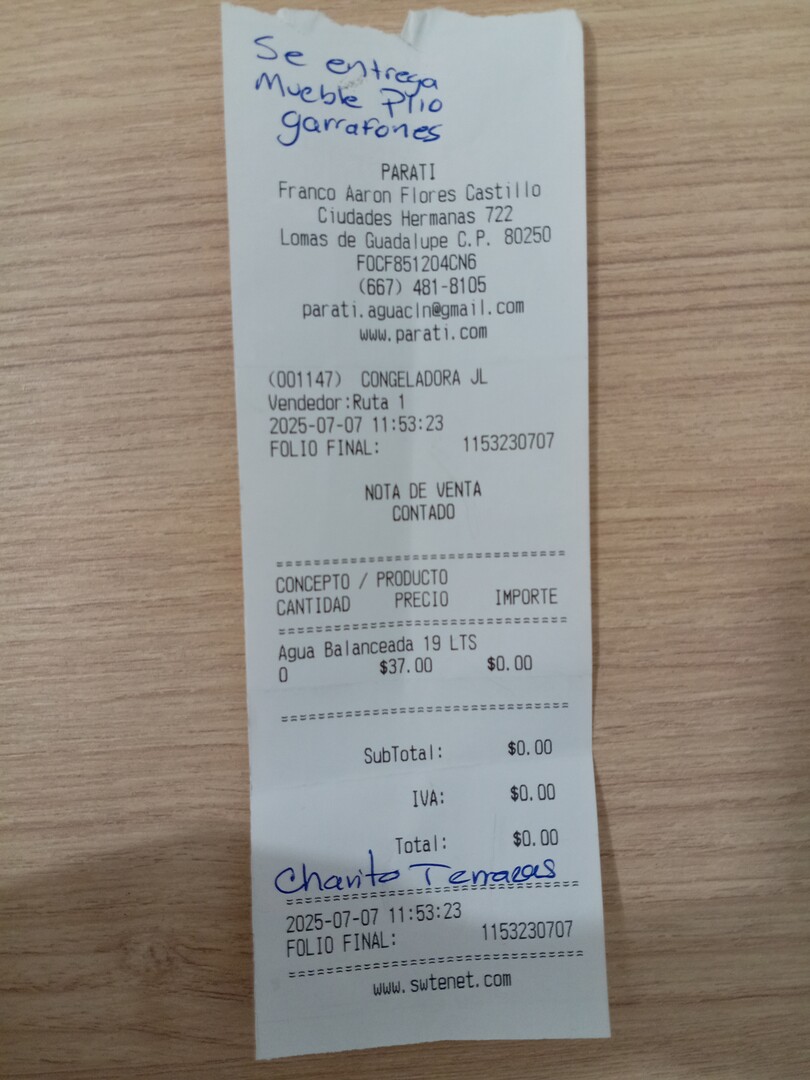 Se entrega
Mueble P/10
garrafones
PARATI
Franco Aaron Flores Castillo
Ciudades Hermanas 722
Lomas de Guadalupe C.P. 80250
FOCF851204CN6
(667) 481-8105
parati.aguacln@gmail.com
www.parati.com
(001147) CONGELADORA JL
Vendedor:Ruta 1
2025-07-07 11:53:23
FOLIO FINAL: 1153230707
NOTA DE VENTA
CONTADO
================================
CONCEPTO / PRODUCTO
CANTIDAD PRECIO IMPORTE
================================
Agua Balanceada 19 LTS
0 $37.00 $0.00
================================
SubTotal: $0.00
IVA: $0.00
Total: $0.00
Charito Terrazas
================================
2025-07-07 11:53:23
FOLIO FINAL: 1153230707
================================
www.swtenet.com